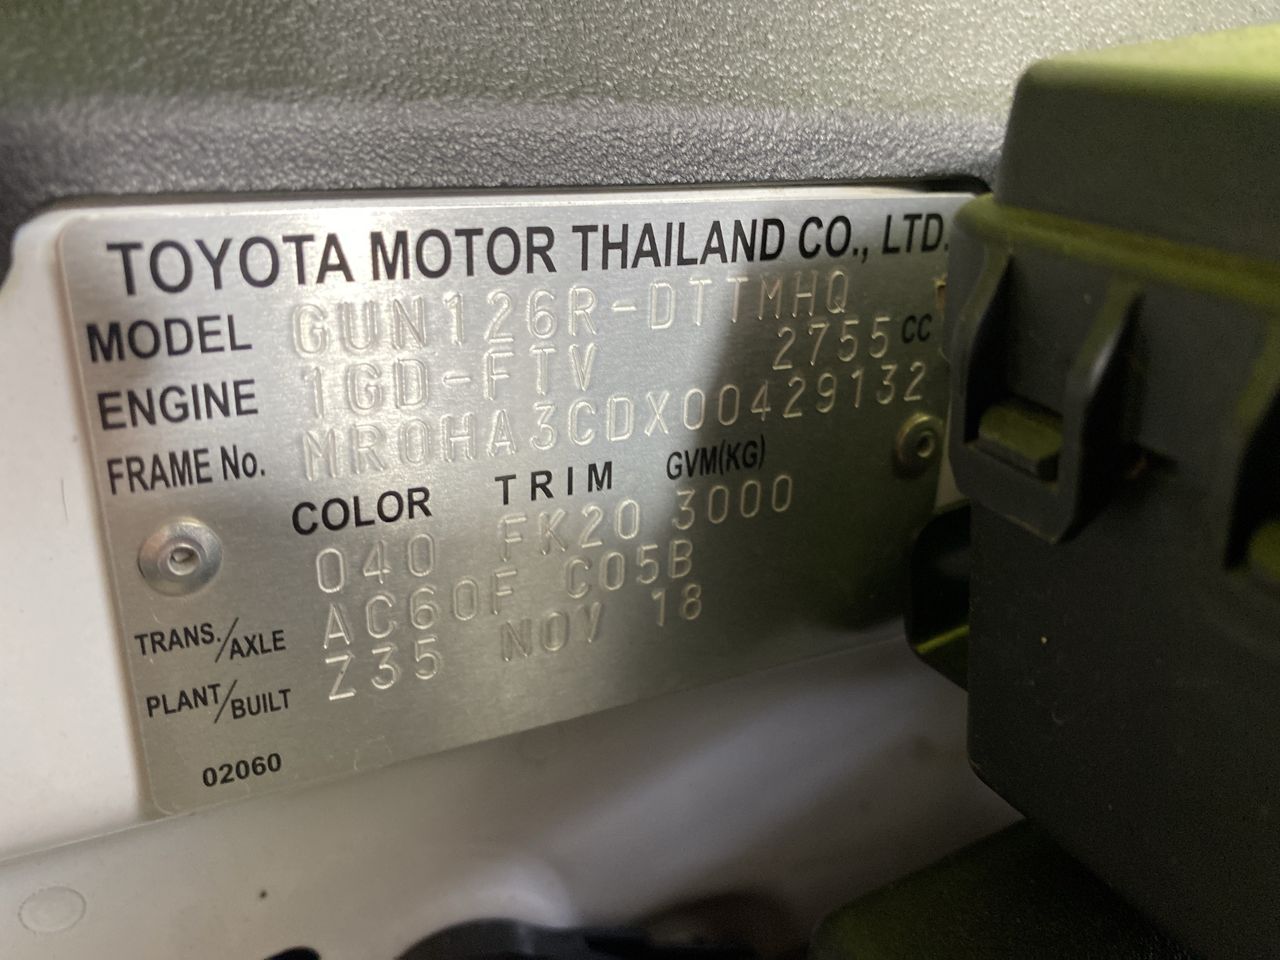 TOYOTA MOTOR THAILAND CO., LTD.
MODEL GUN126R-DTTMHQ
ENGINE 1GD-FTV 2755 CC
FRAME No. MR0HA3CDX00429132
COLOR TRIM GVM(KG)
040 FK20 3000
TRANS./AXLE AC60F C05B
PLANT/BUILT Z35 NOV 18
02060